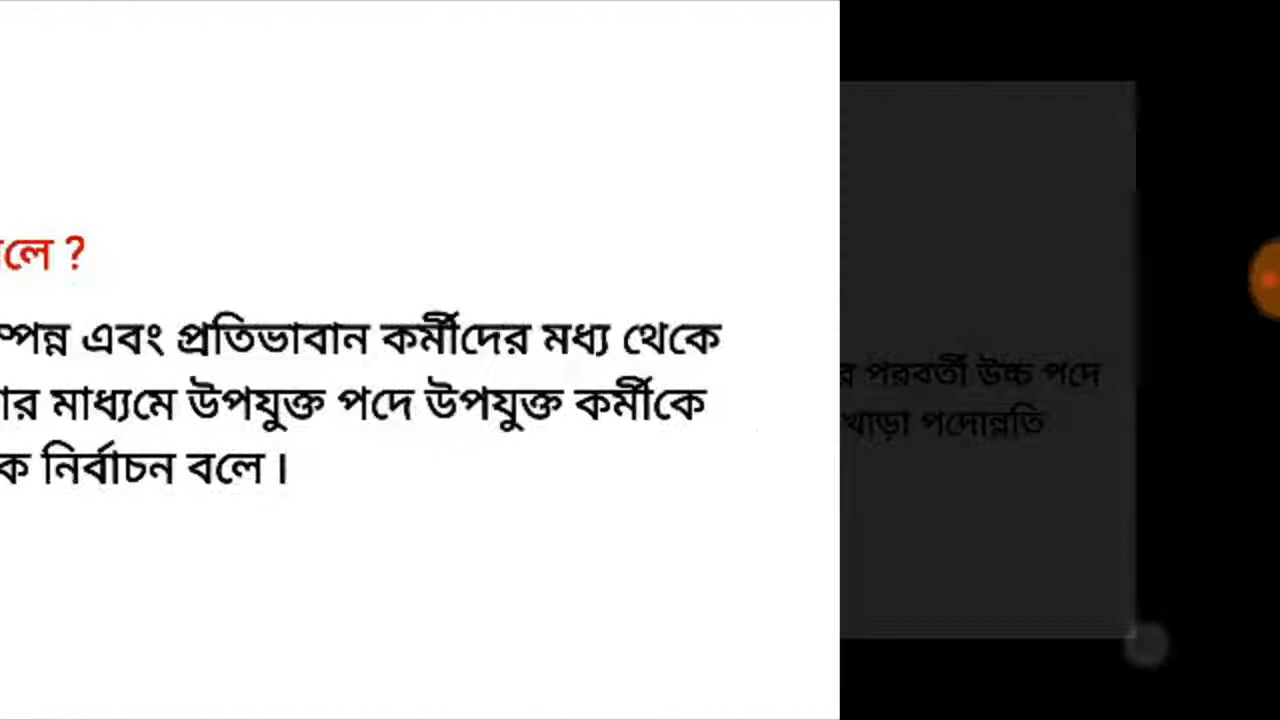 লে ?
ম্পন্ন এবং প্রতিভাবান কর্মীদের মধ্য থেকে
ার মাধ্যমে উপযুক্ত পদে উপযুক্ত কর্মীকে
ক নির্বাচন বলে ।
র পরবর্তী উচ্চ পদে
খাড়া পদোন্নতি